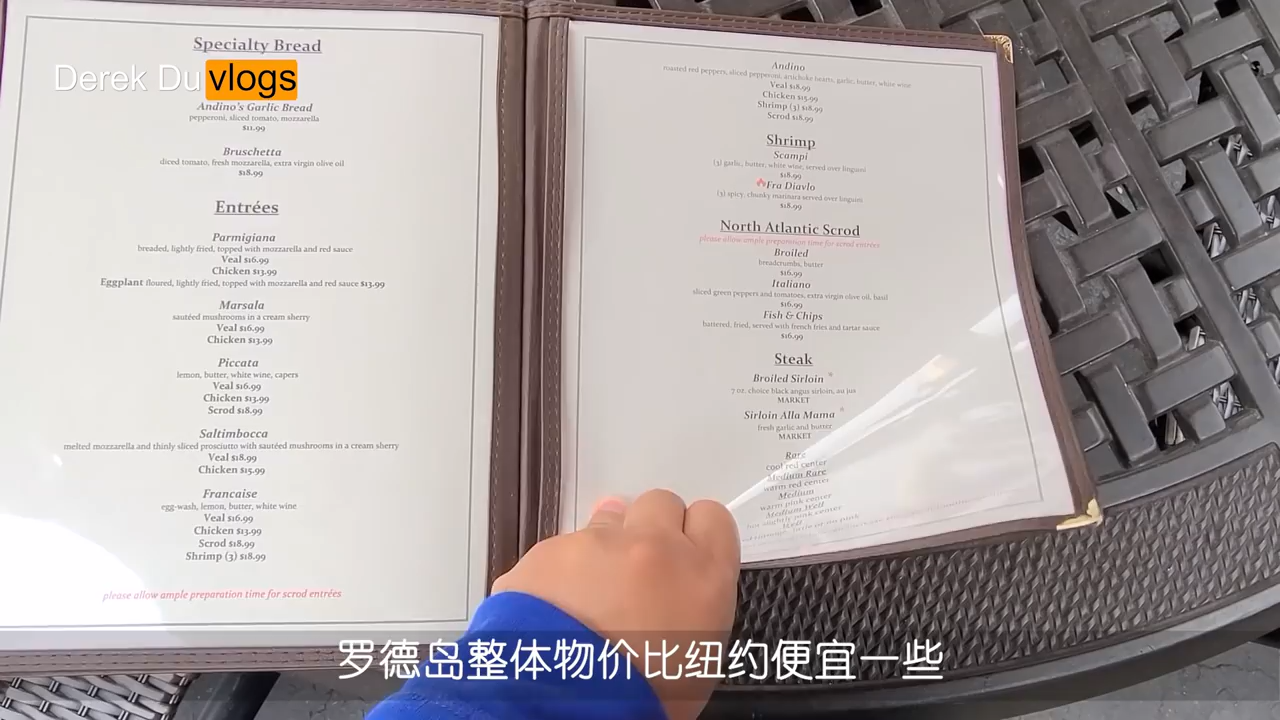 Specialty Bread
Derek Du vlogs
Andino's Garlic Bread
pepperoni, sliced tomato, mozzarella
$11.99
Bruschetta
diced tomato, fresh mozzarella, extra virgin olive oil
$18.99
Entrées
Parmigiana
breaded, lightly fried, topped with mozzarella and red sauce
Veal $16.99
Chicken $13.99
Eggplant floured, lightly fried, topped with mozzarella and red sauce $13.99
Marsala
sautéed mushrooms in a cream sherry
Veal $16.99
Chicken $13.99
Piccata
lemon, butter, white wine, capers
Veal $16.99
Chicken $13.99
Scrod $18.99
Saltimbocca
melted mozzarella and thinly sliced prosciutto with sautéed mushrooms in a cream sherry
Veal $18.99
Chicken $15.99
Francaise
egg-wash, lemon, butter, white wine
Veal $16.99
Chicken $13.99
Scrod $18.99
Shrimp (3) $18.99
please allow ample preparation time for scrod entrées
Andino
roasted red peppers, sliced pepperoni, artichoke hearts, garlic, butter, white wine
Veal $18.99
Chicken $15.99
Shrimp (3) $18.99
Scrod $18.99
Shrimp
Scampi
(3) garlic, butter, white wine, served over linguini
$18.99
Fra Diavlo
(3) spicy, chunky marinara served over linguini
$18.99
North Atlantic Scrod
please allow ample preparation time for scrod entrées
Broiled
breadcrumbs, butter
$16.99
Italiano
sliced green peppers and tomatoes, extra virgin olive oil, basil
$16.99
Fish & Chips
battered, fried, served with french fries and tartar sauce
$16.99
Steak
Broiled Sirloin *
7 oz. choice black angus sirloin, au jus
MARKET
Sirloin Alla Mama *
fresh garlic and butter
MARKET
Rare
cool red center
Medium Rare
warm red center
Medium
warm pink center
Medium Well
hot slightly pink center
Well
罗德岛整体物价比纽约便宜一些